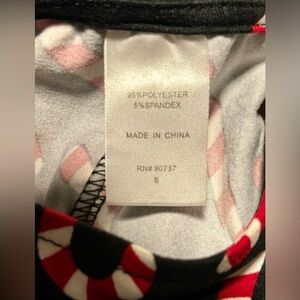 95%POLYESTER
5%SPANDEX
MADE IN CHINA
RN# 90737
S